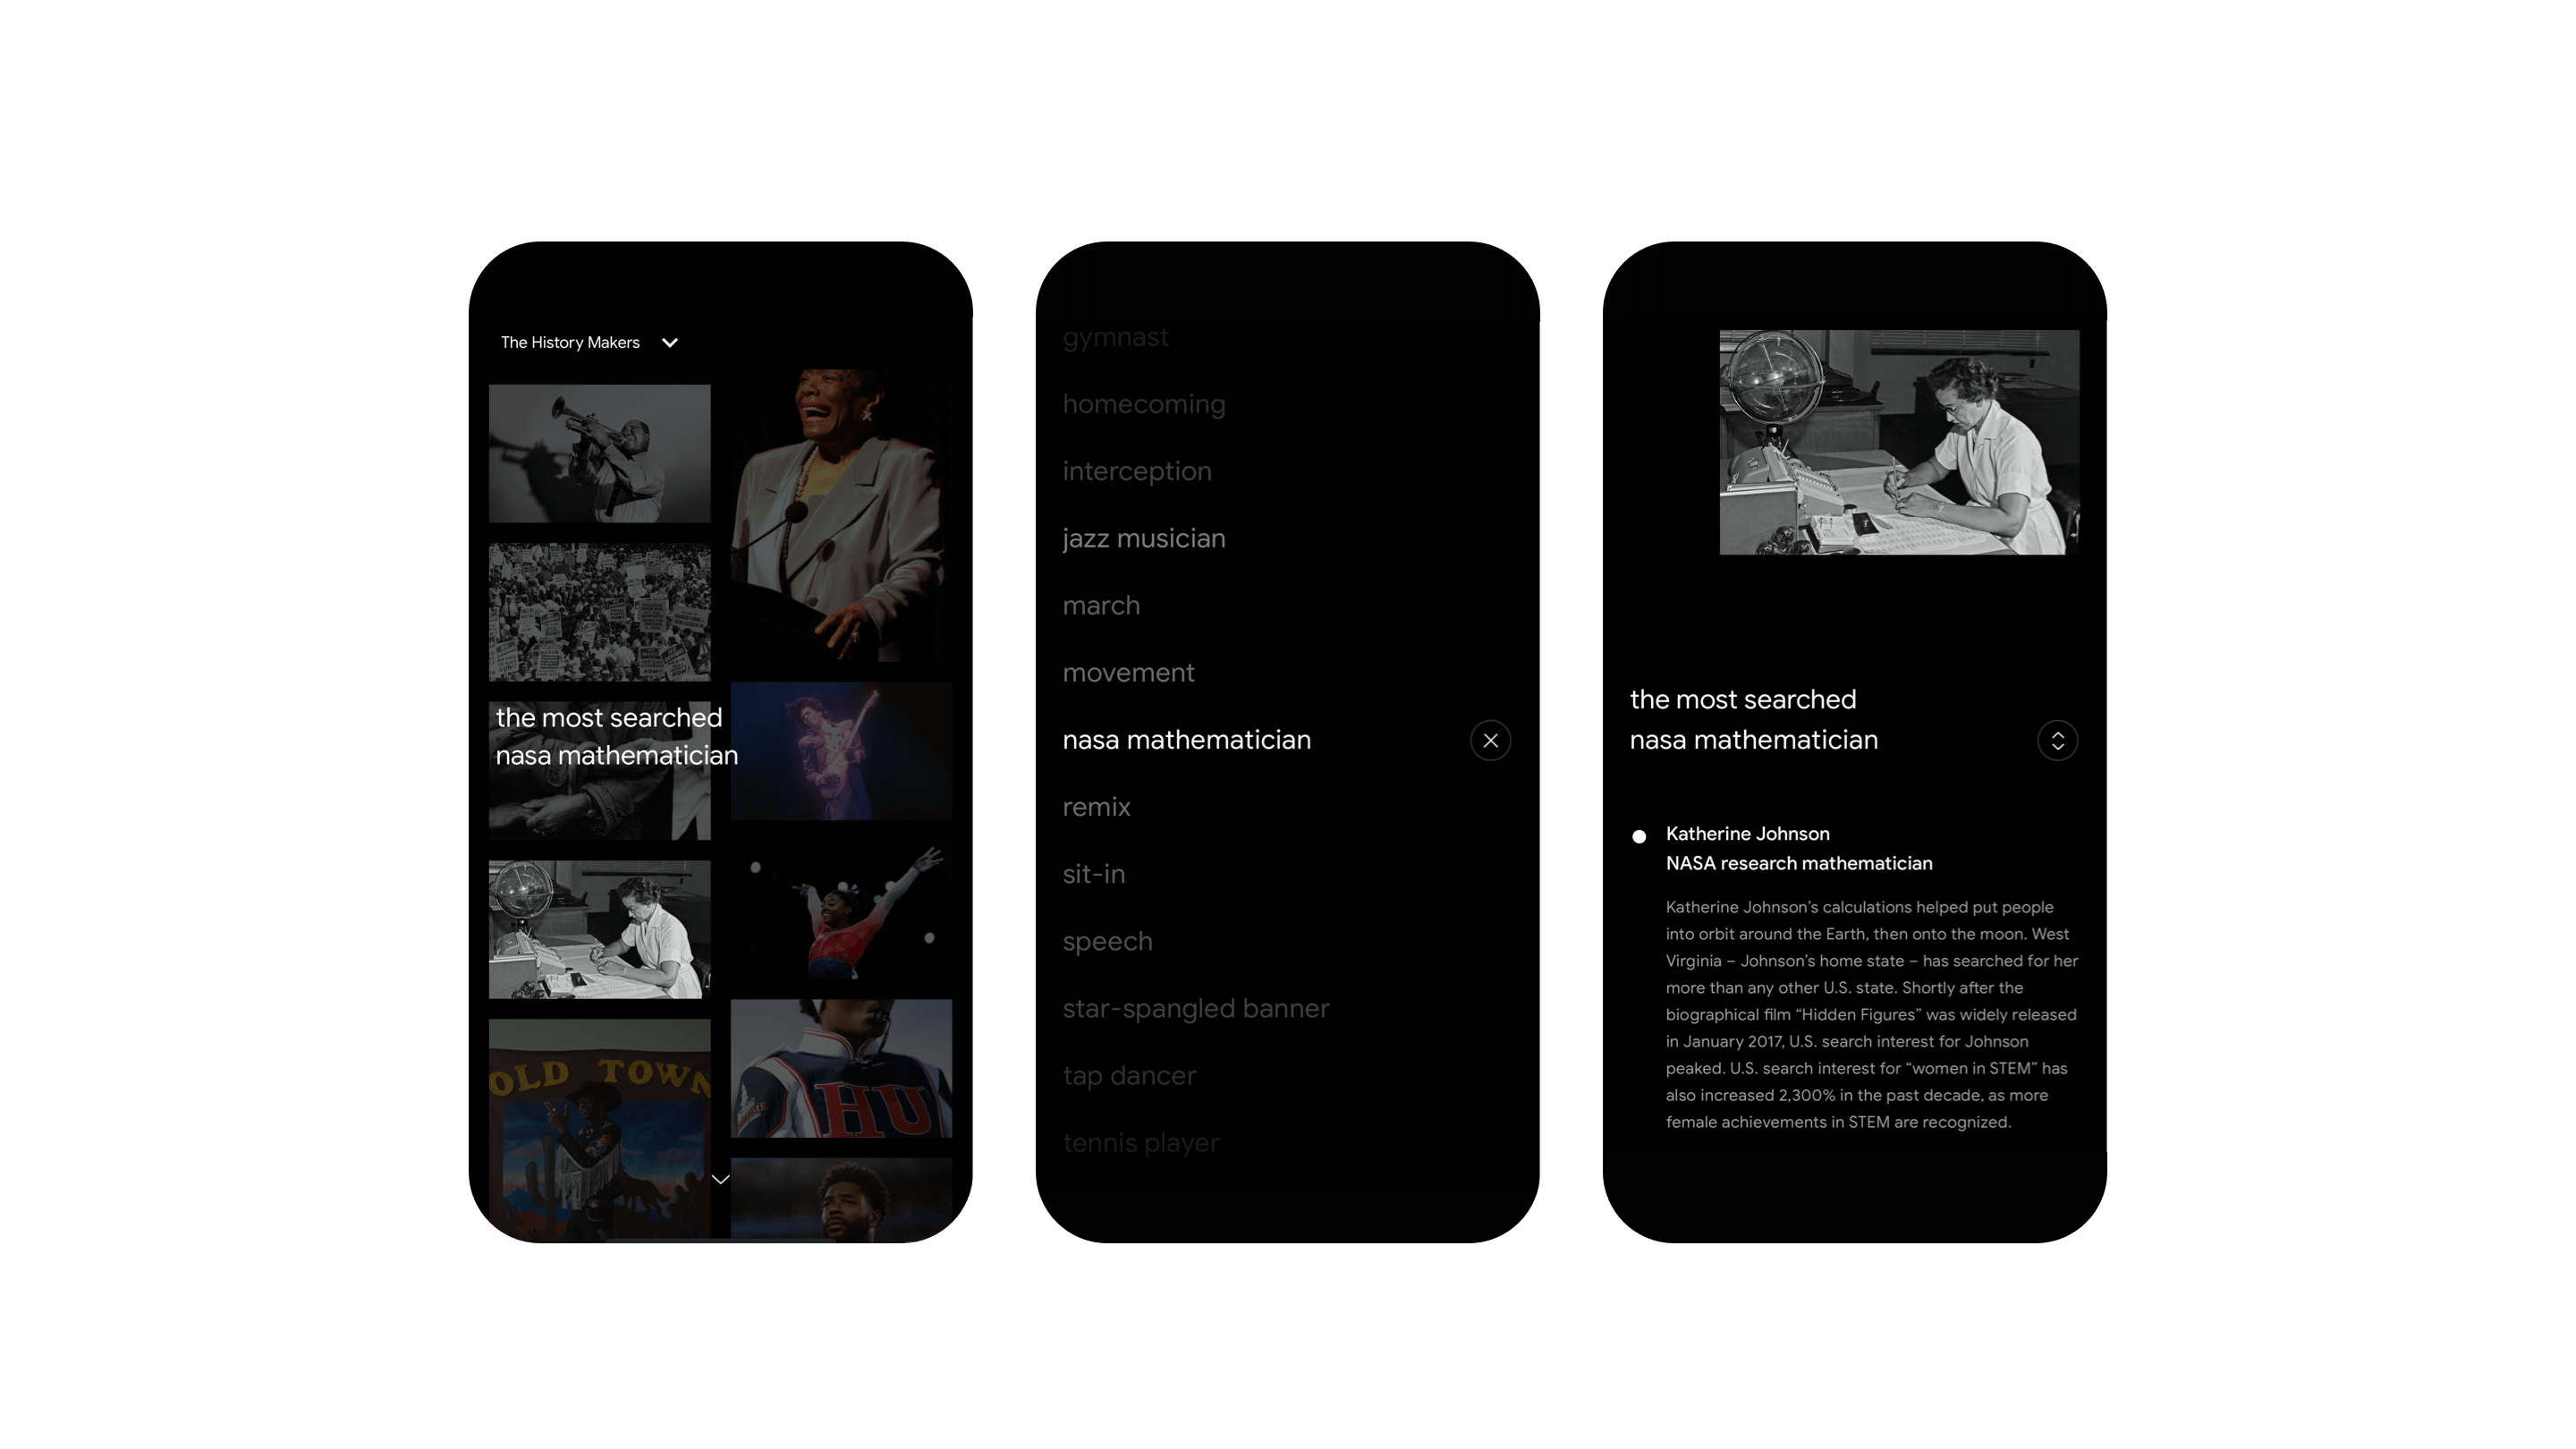 The History Makers
the most searched
nasa mathematician
OLD TOWN
HU
gymnast
homecoming
interception
jazz musician
march
movement
nasa mathematician
remix
sit-in
speech
star-spangled banner
tap dancer
tennis player
the most searched
nasa mathematician
Katherine Johnson
NASA research mathematician
Katherine Johnson’s calculations helped put people
into orbit around the Earth, then onto the moon. West
Virginia – Johnson’s home state – has searched for her
more than any other U.S. state. Shortly after the
biographical film “Hidden Figures” was widely released
in January 2017, U.S. search interest for Johnson
peaked. U.S. search interest for “women in STEM” has
also increased 2,300% in the past decade, as more
female achievements in STEM are recognized.